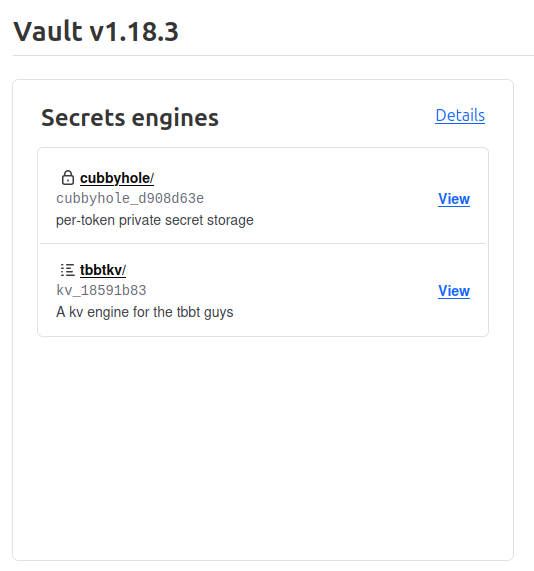 Vault v1.18.3
Secrets engines
Details
cubbyhole/
cubbyhole_d908d63e
View
per-token private secret storage
tbbtkv/
kv_18591b83
View
A kv engine for the tbbt guys